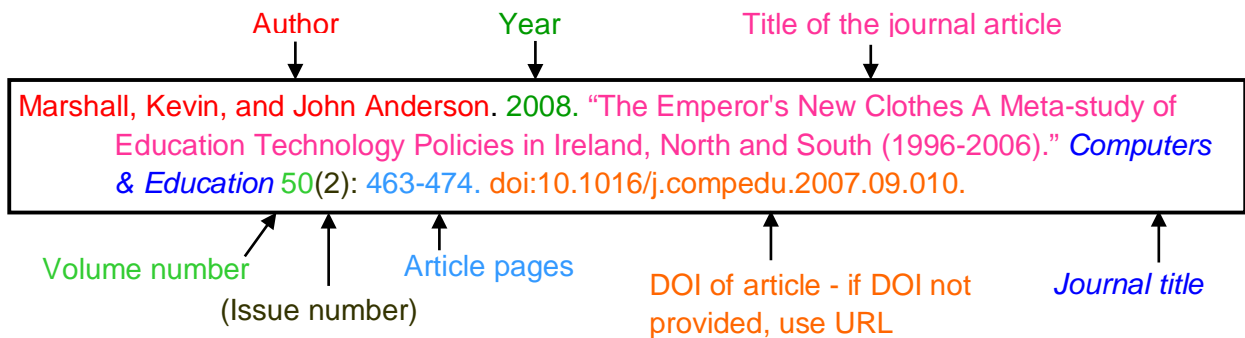 Author Year Title of the journal article
Marshall, Kevin, and John Anderson. 2008. “The Emperor's New Clothes A Meta-study of
Education Technology Policies in Ireland, North and South (1996-2006).” Computers
& Education 50(2): 463-474. doi:10.1016/j.compedu.2007.09.010.
Volume number
(Issue number)
Article pages
DOI of article - if DOI not
provided, use URL
Journal title